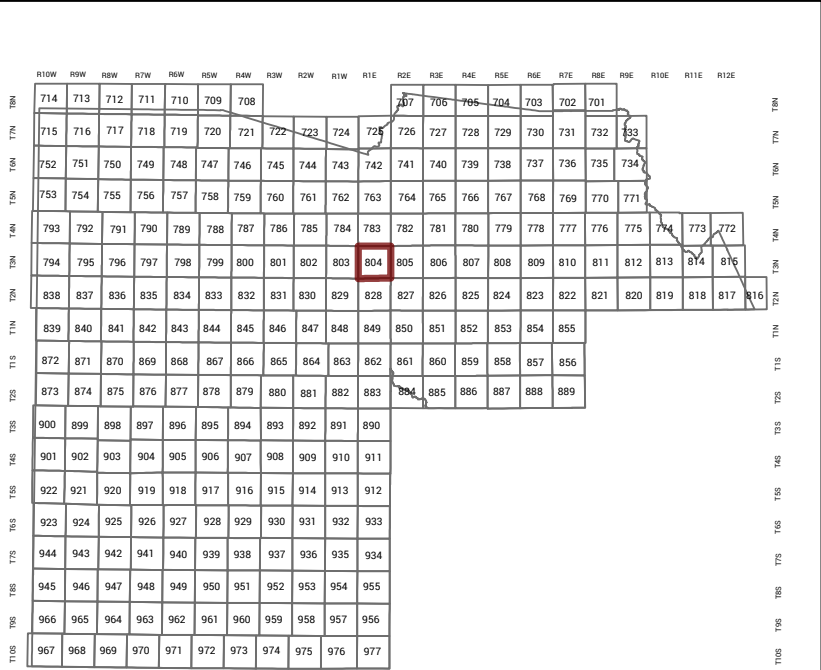 R10W R9W R8W R7W R6W R5W R4W R3W R2W R1W R1E R2E R3E R4E R5E R6E R7E R8E R9E R10E R11E R12E
T8N 714 713 712 711 710 709 708 707 706 705 704 703 702 701 T8N
T7N 715 716 717 718 719 720 721 722 723 724 725 726 727 728 729 730 731 732 733 T7N
T6N 752 751 750 749 748 747 746 745 744 743 742 741 740 739 738 737 736 735 734 T6N
T5N 753 754 755 756 757 758 759 760 761 762 763 764 765 766 767 768 769 770 771 T5N
T4N 793 792 791 790 789 788 787 786 785 784 783 782 781 780 779 778 777 776 775 774 773 772 T4N
T3N 794 795 796 797 798 799 800 801 802 803 804 805 806 807 808 809 810 811 812 813 814 815 T3N
T2N 838 837 836 835 834 833 832 831 830 829 828 827 826 825 824 823 822 821 820 819 818 817 816 T2N
T1N 839 840 841 842 843 844 845 846 847 848 849 850 851 852 853 854 855 T1N
T1S 872 871 870 869 868 867 866 865 864 863 862 861 860 859 858 857 856 T1S
T2S 873 874 875 876 877 878 879 880 881 882 883 884 885 886 887 888 889 T2S
T3S 900 899 898 897 896 895 894 893 892 891 890 T3S
T4S 901 902 903 904 905 906 907 908 909 910 911 T4S
T5S 922 921 920 919 918 917 916 915 914 913 912 T5S
T6S 923 924 925 926 927 928 929 930 931 932 933 T6S
T7S 944 943 942 941 940 939 938 937 936 935 934 T7S
T8S 945 946 947 948 949 950 951 952 953 954 955 T8S
T9S 966 965 964 963 962 961 960 959 958 957 956 T9S
T10S 967 968 969 970 971 972 973 974 975 976 977 T10S